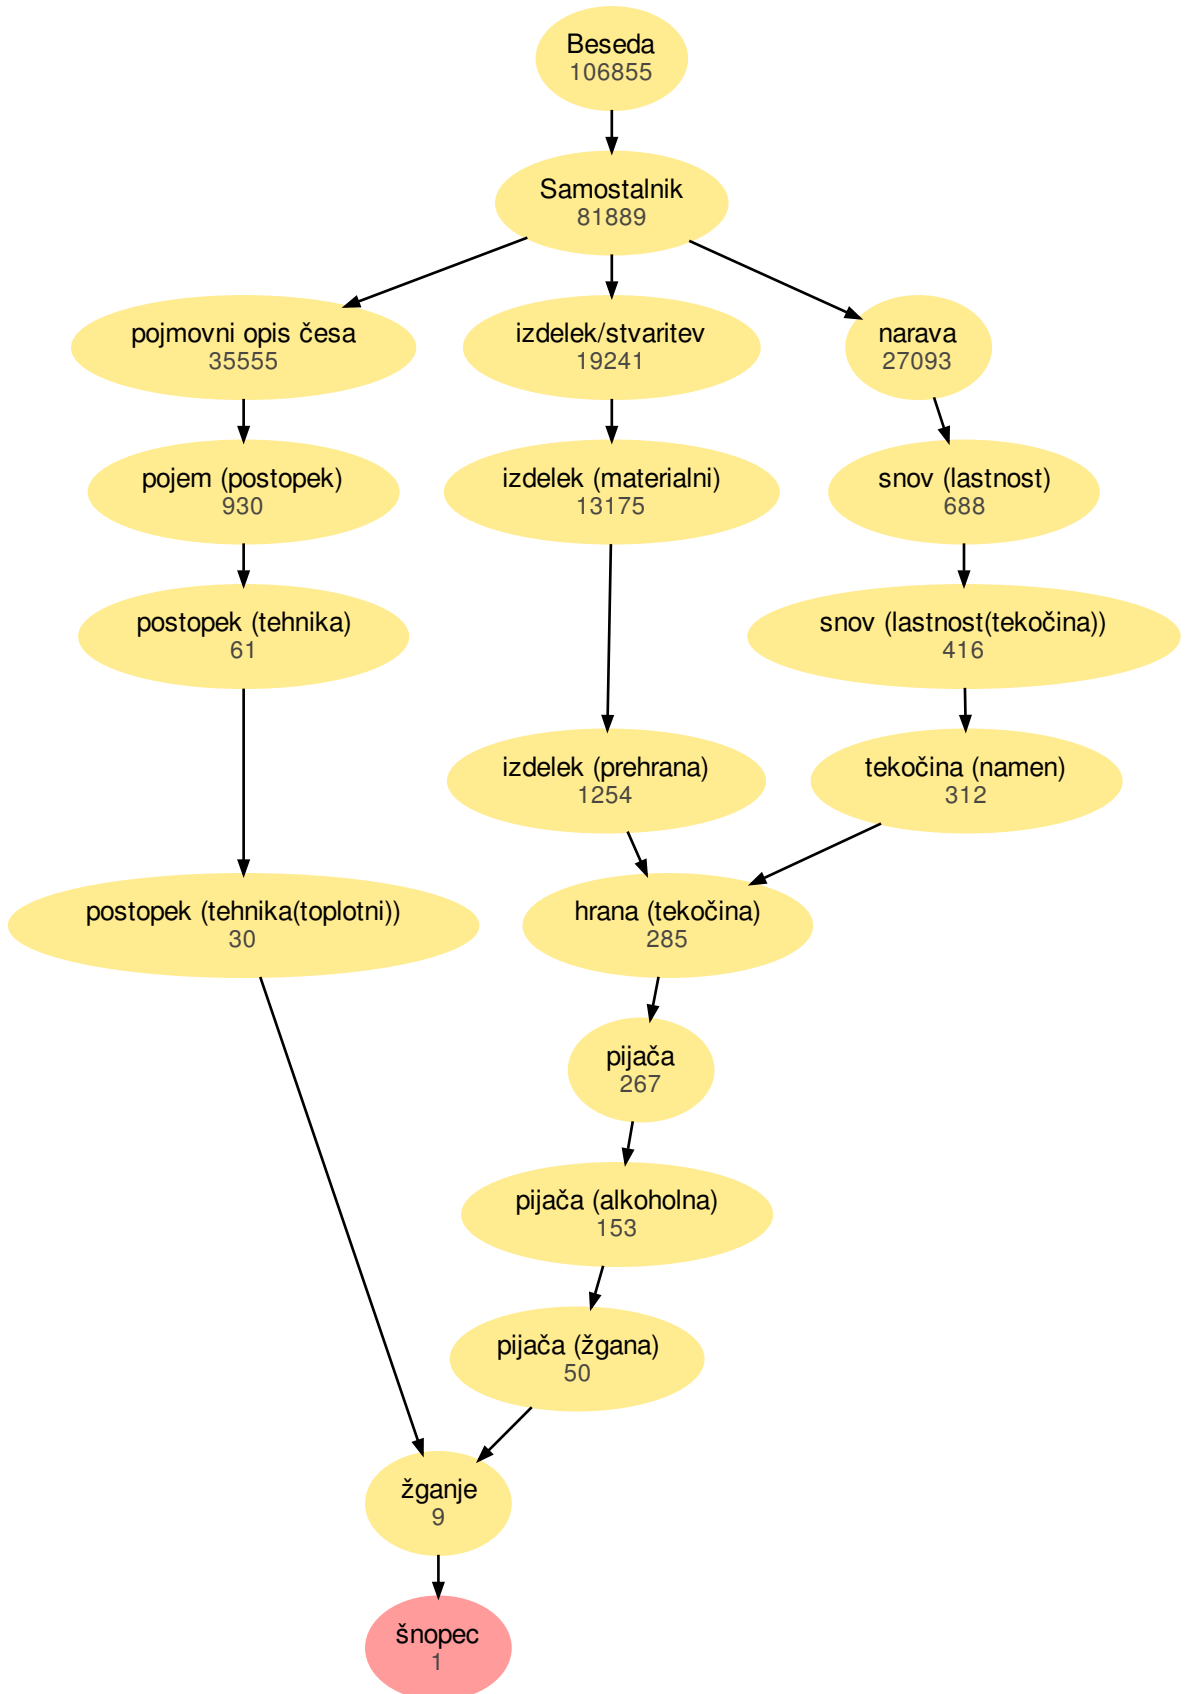 Beseda
106855
Samostalnik
81889
pojmovni opis česa
35555
izdelek/stvaritev
19241
narava
27093
pojem (postopek)
930
izdelek (materialni)
13175
snov (lastnost)
688
postopek (tehnika)
61
snov (lastnost(tekočina))
416
izdelek (prehrana)
1254
tekočina (namen)
312
postopek (tehnika(toplotni))
30
hrana (tekočina)
285
pijača
267
pijača (alkoholna)
153
pijača (žgana)
50
žganje
9
šnopec
1